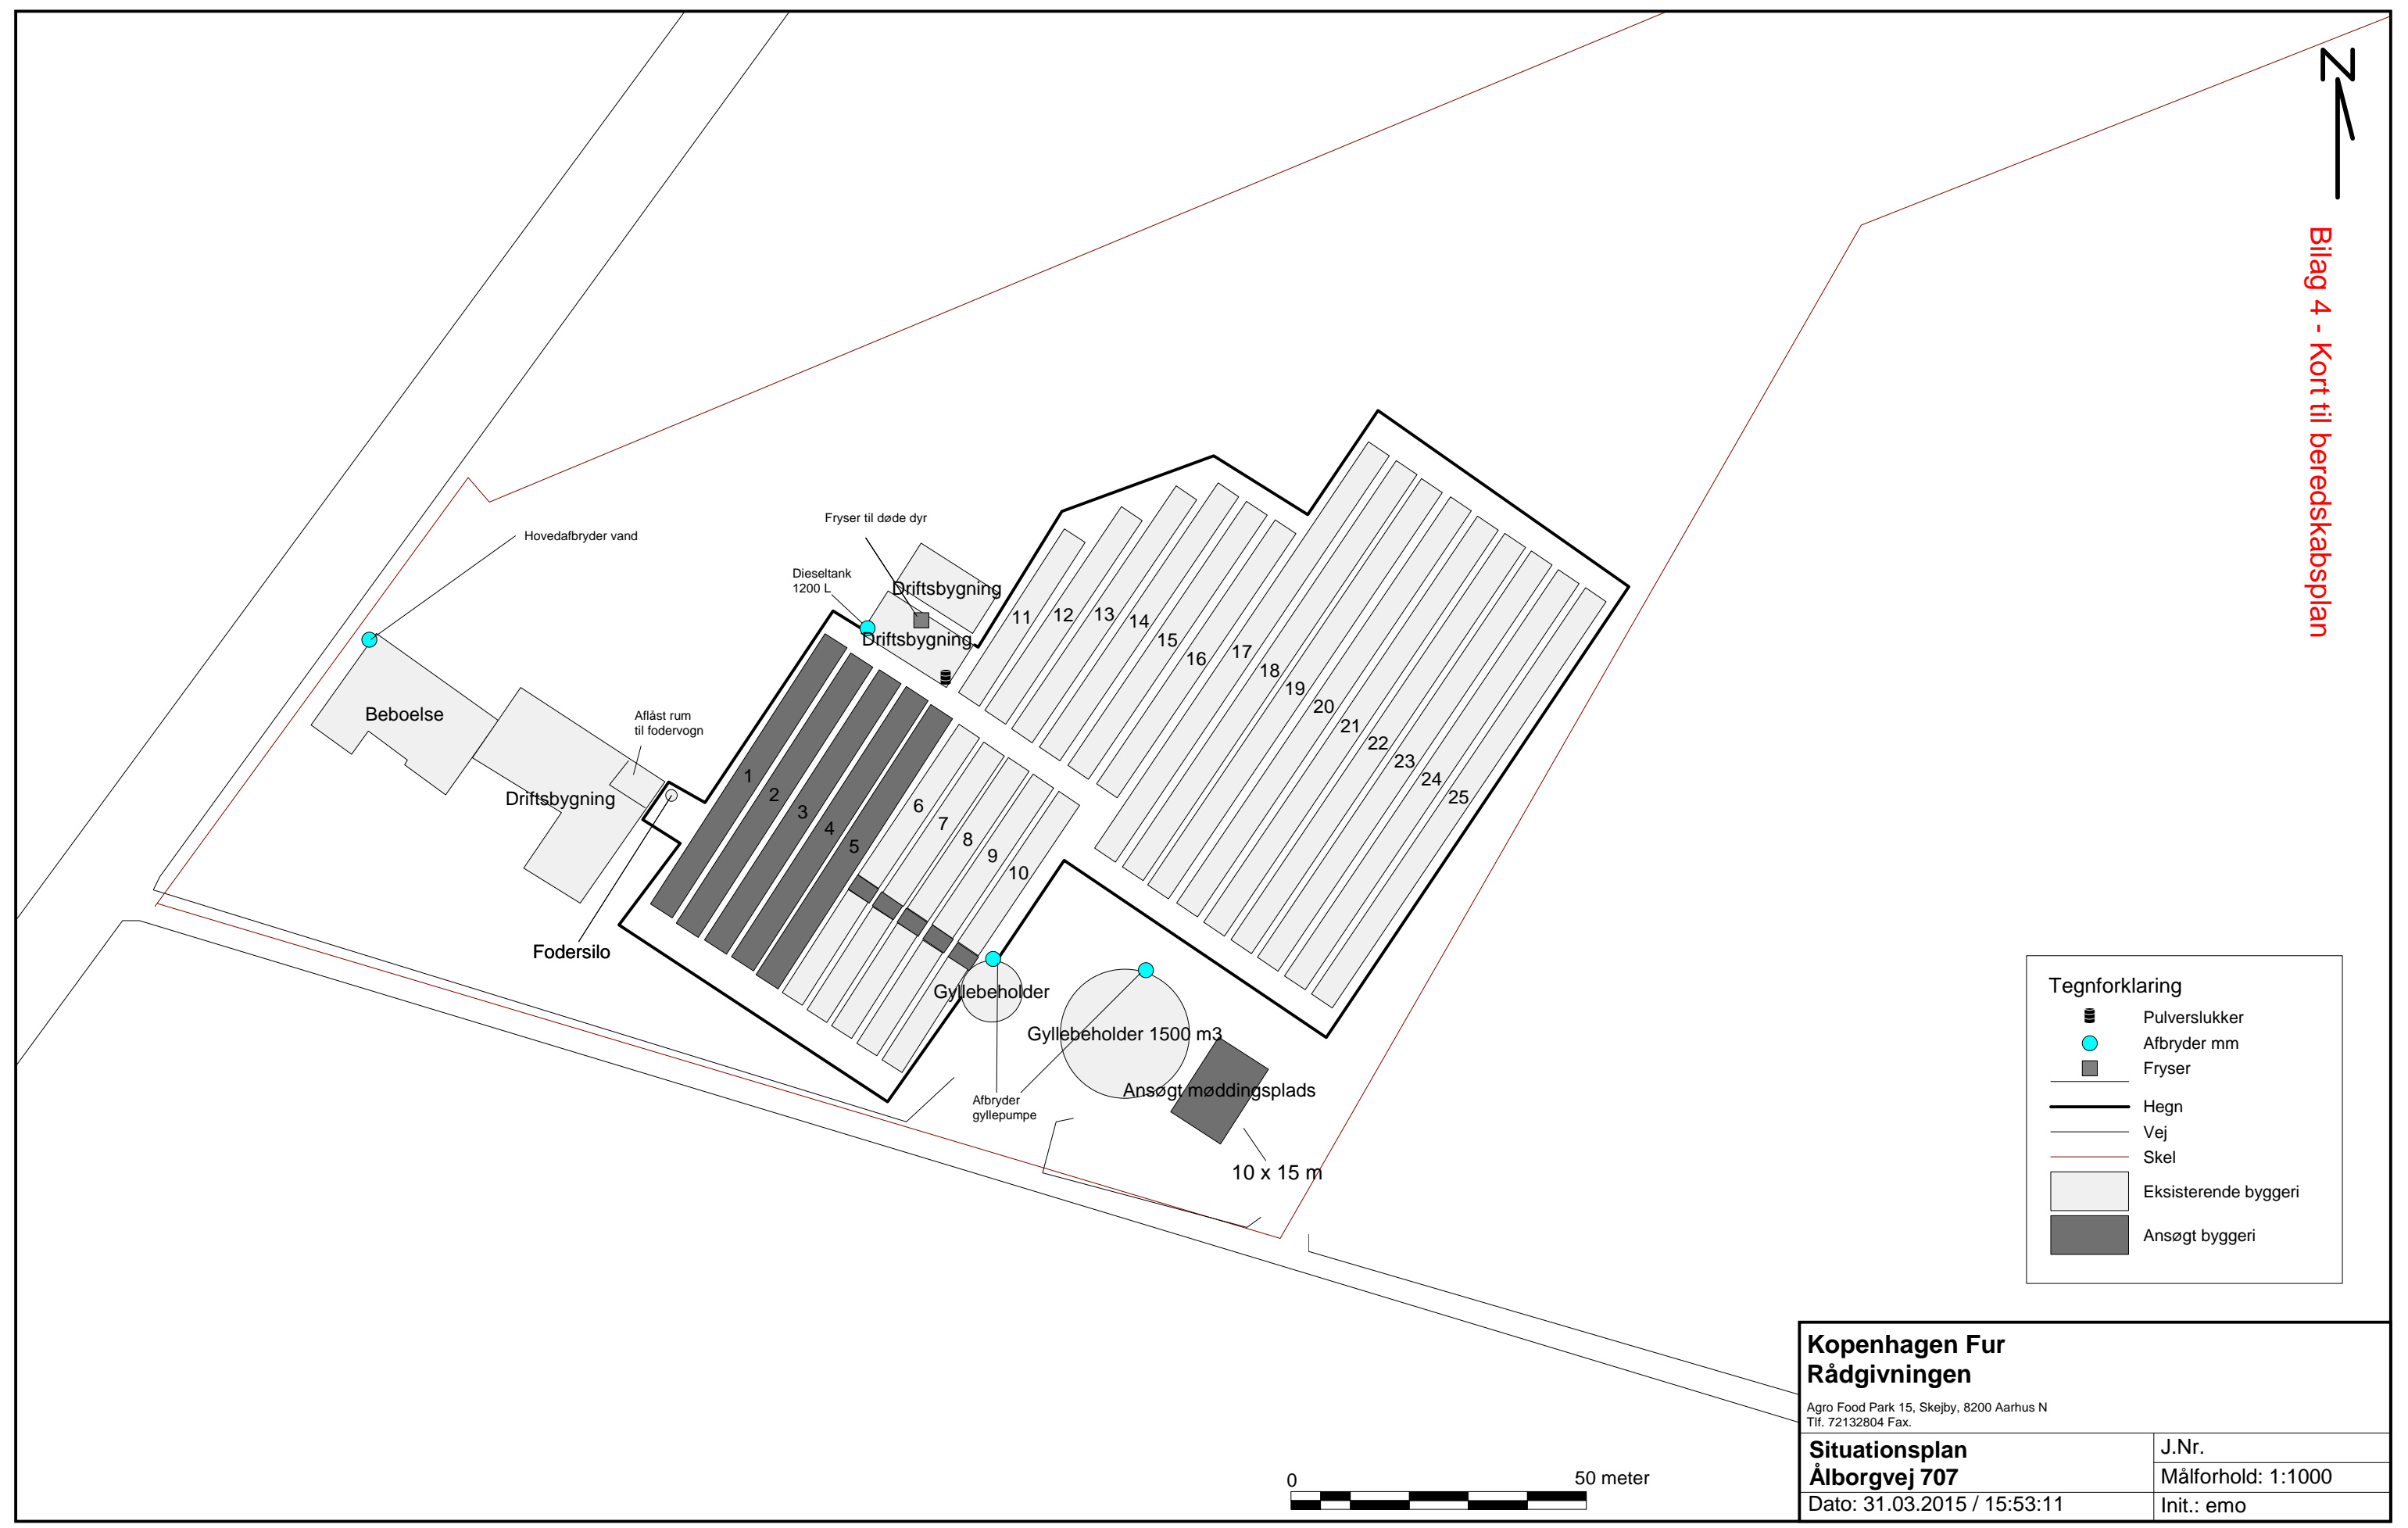 N
Bilag 4 - Kort til beredskabsplan
Fryser til døde dyr
Hovedafbryder vand
Dieseltank
1200 L
Driftsbygning
Driftsbygning
Beboelse
Aflåst rum
til fodervogn
Driftsbygning
Fodersilo
1
2
3
4
5
6
7
8
9
10
11
12
13
14
15
16
17
18
19
20
21
22
23
24
25
Gyllebeholder
Gyllebeholder 1500 m3
Ansøgt møddingsplads
Afbryder
gyllepumpe
10 x 15 m
Tegnforklaring
Pulverslukker
Afbryder mm
Fryser
Hegn
Vej
Skel
Eksisterende byggeri
Ansøgt byggeri
0
50 meter
Kopenhagen Fur
Rådgivningen
Agro Food Park 15, Skejby, 8200 Aarhus N
Tlf. 72132804 Fax.
Situationsplan
Ålborgvej 707
J.Nr.
Målforhold: 1:1000
Dato: 31.03.2015 / 15:53:11
Init.: emo